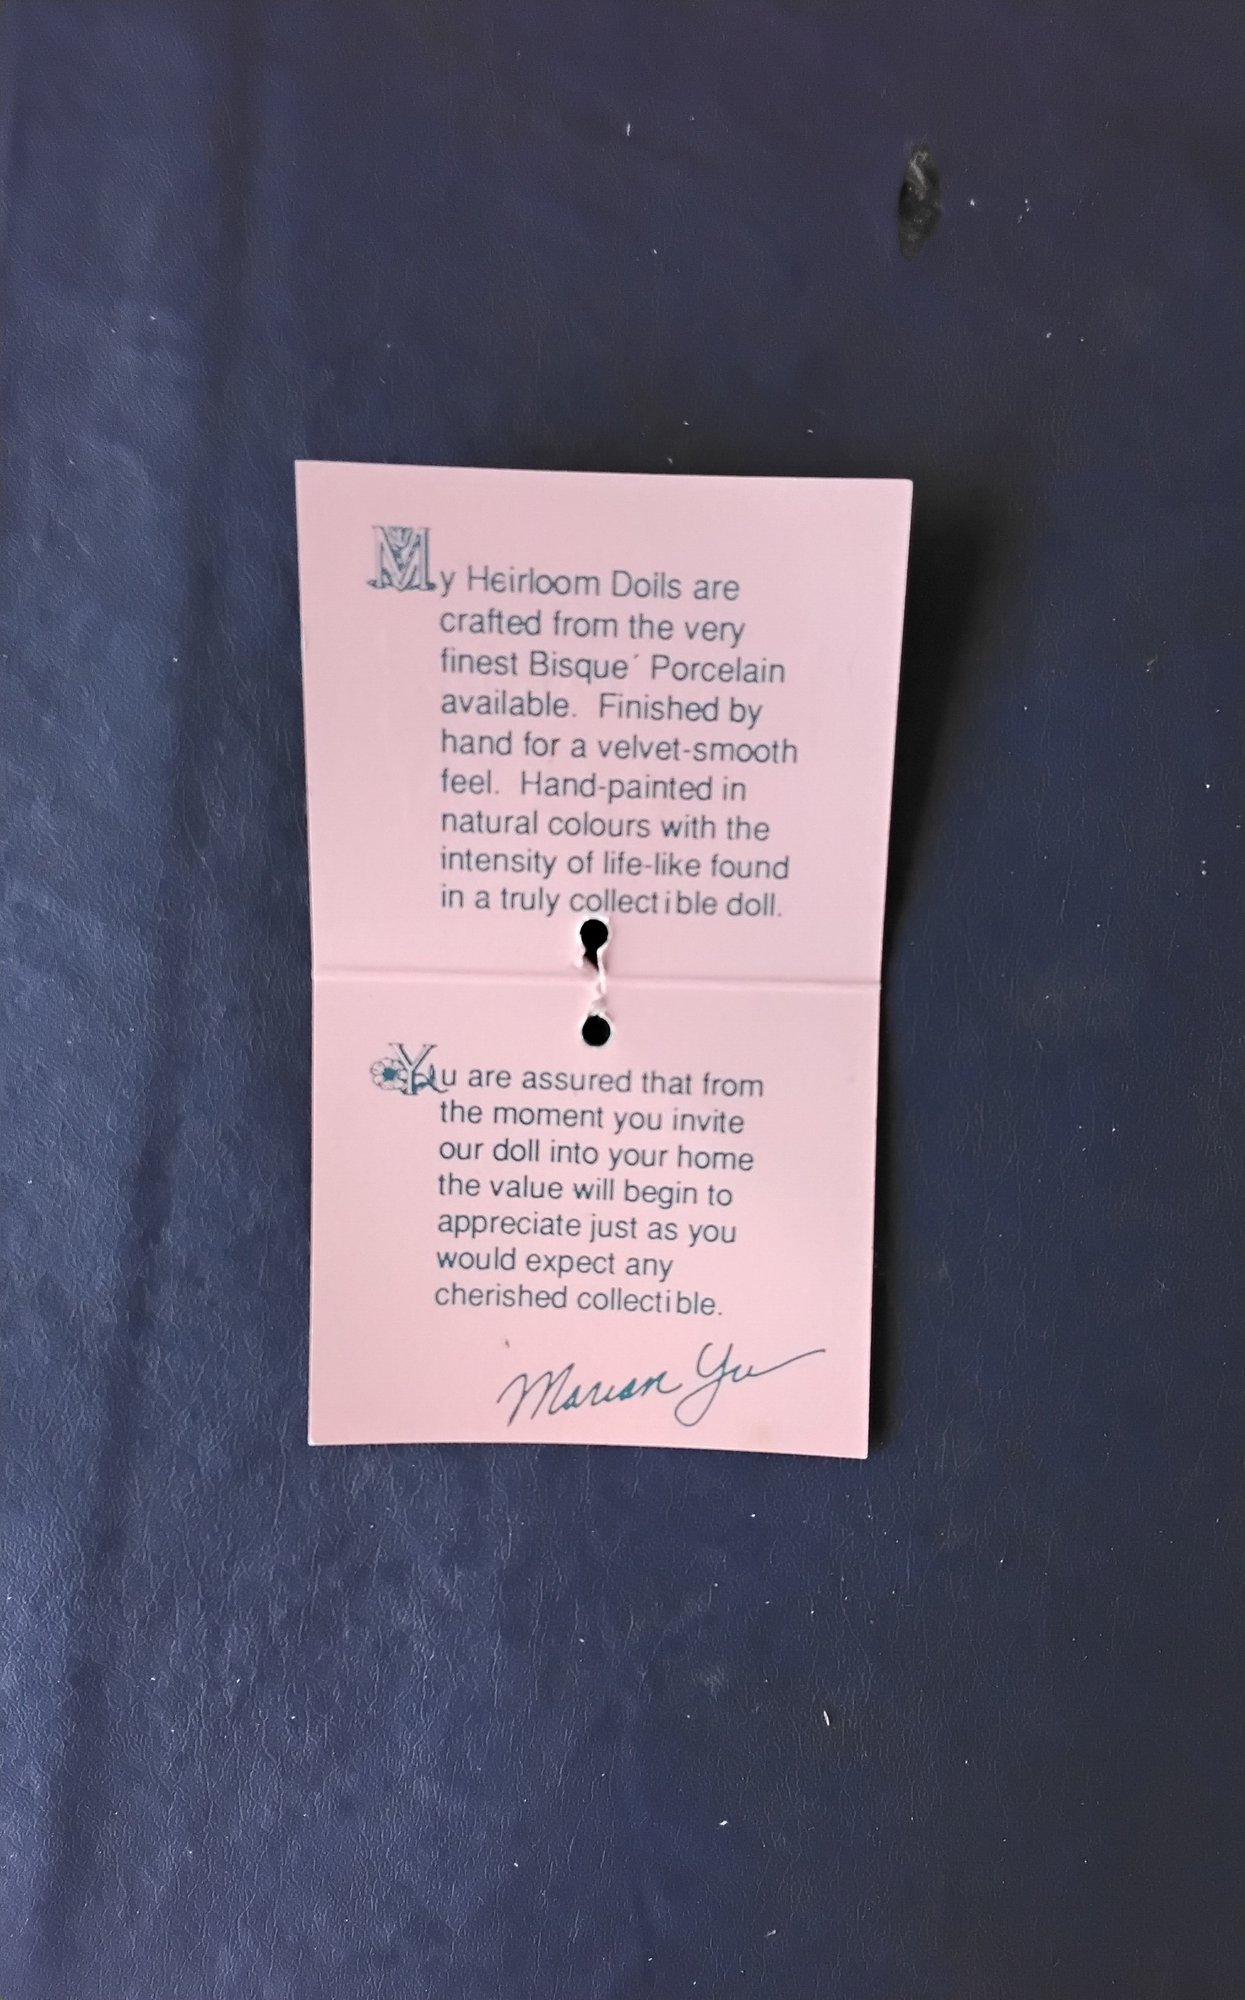 My Heirloom Dolls are
crafted from the very
finest Bisque´ Porcelain
available. Finished by
hand for a velvet-smooth
feel. Hand-painted in
natural colours with the
intensity of life-like found
in a truly collectible doll.
You are assured that from
the moment you invite
our doll into your home
the value will begin to
appreciate just as you
would expect any
cherished collectible.
Marian Yu